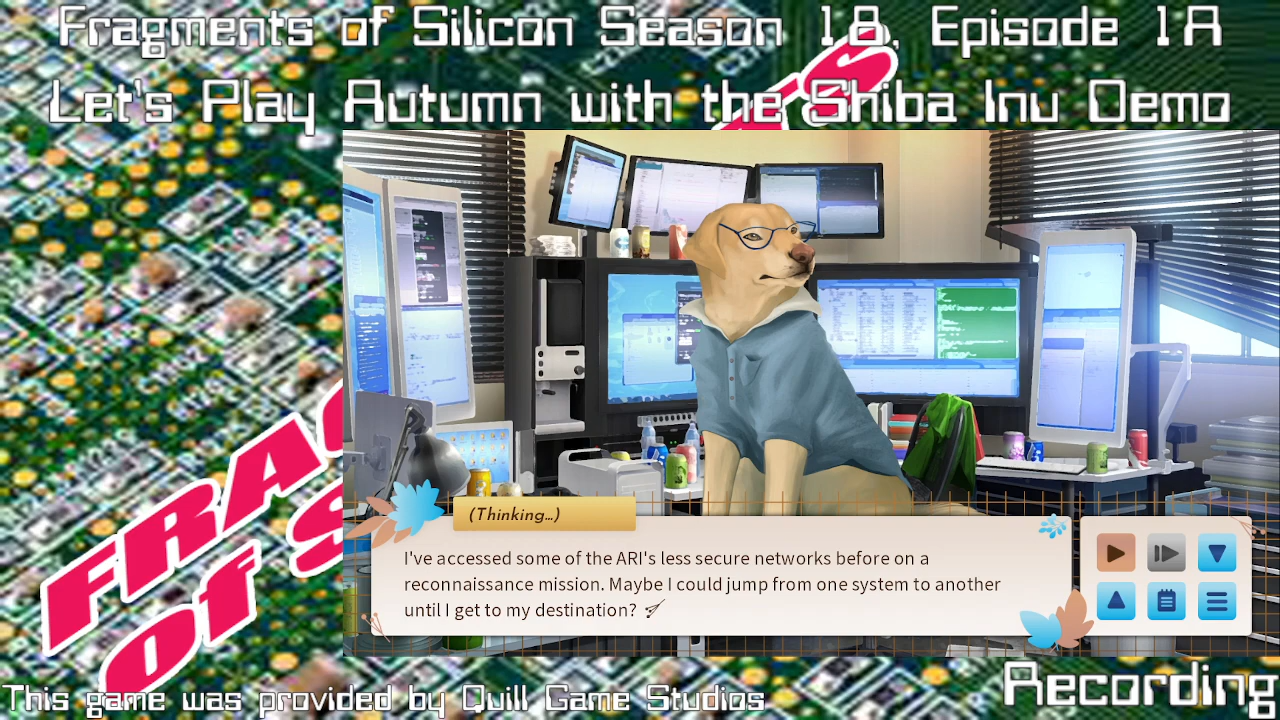 Fragments of Silicon Season 18, Episode 1A
Let's Play Autumn with the Shiba Inu Demo
(Thinking...)
I've accessed some of the ARI's less secure networks before on a
reconnaissance mission. Maybe I could jump from one system to another
until I get to my destination?
This game was provided by Quill Game Studios
Recording